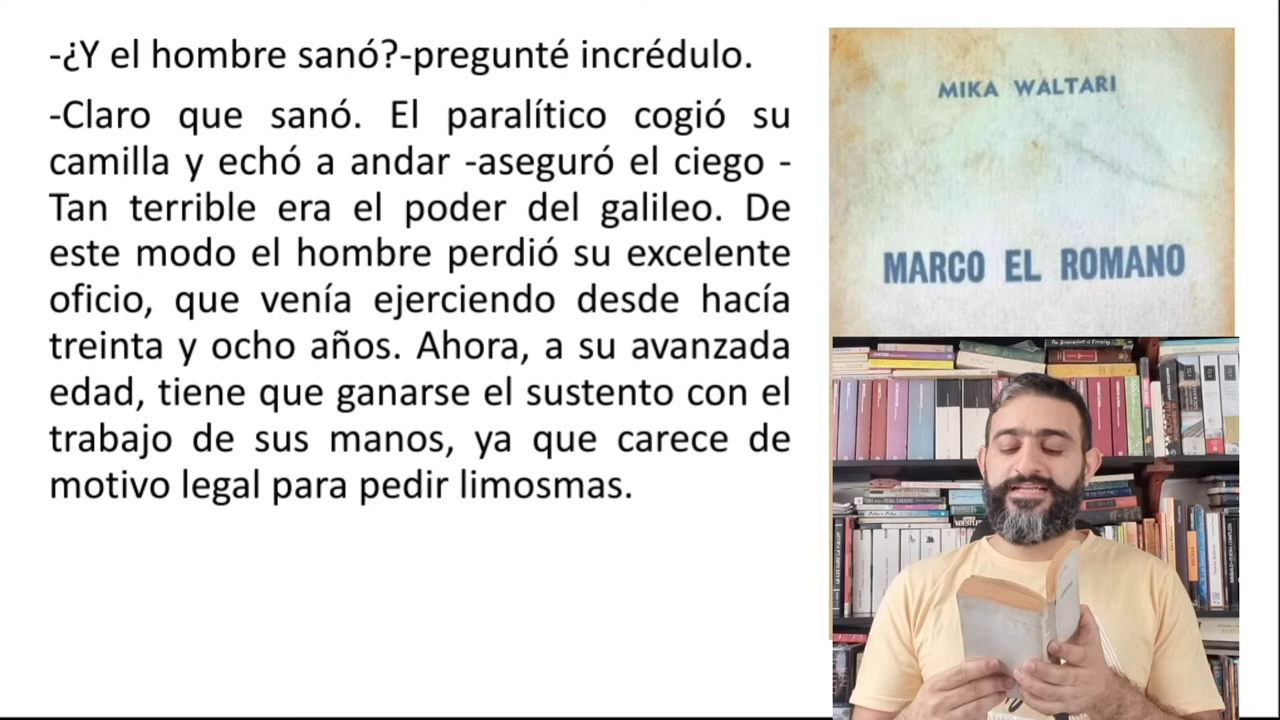 -¿Y el hombre sanó?-pregunté incrédulo.
-Claro que sanó. El paralítico cogió su
camilla y echó a andar -aseguró el ciego -
Tan terrible era el poder del galileo. De
este modo el hombre perdió su excelente
oficio, que venía ejerciendo desde hacía
treinta y ocho años. Ahora, a su avanzada
edad, tiene que ganarse el sustento con el
trabajo de sus manos, ya que carece de
motivo legal para pedir limosmas.
MIKA WALTARI
MARCO EL ROMANO
KOESTLER